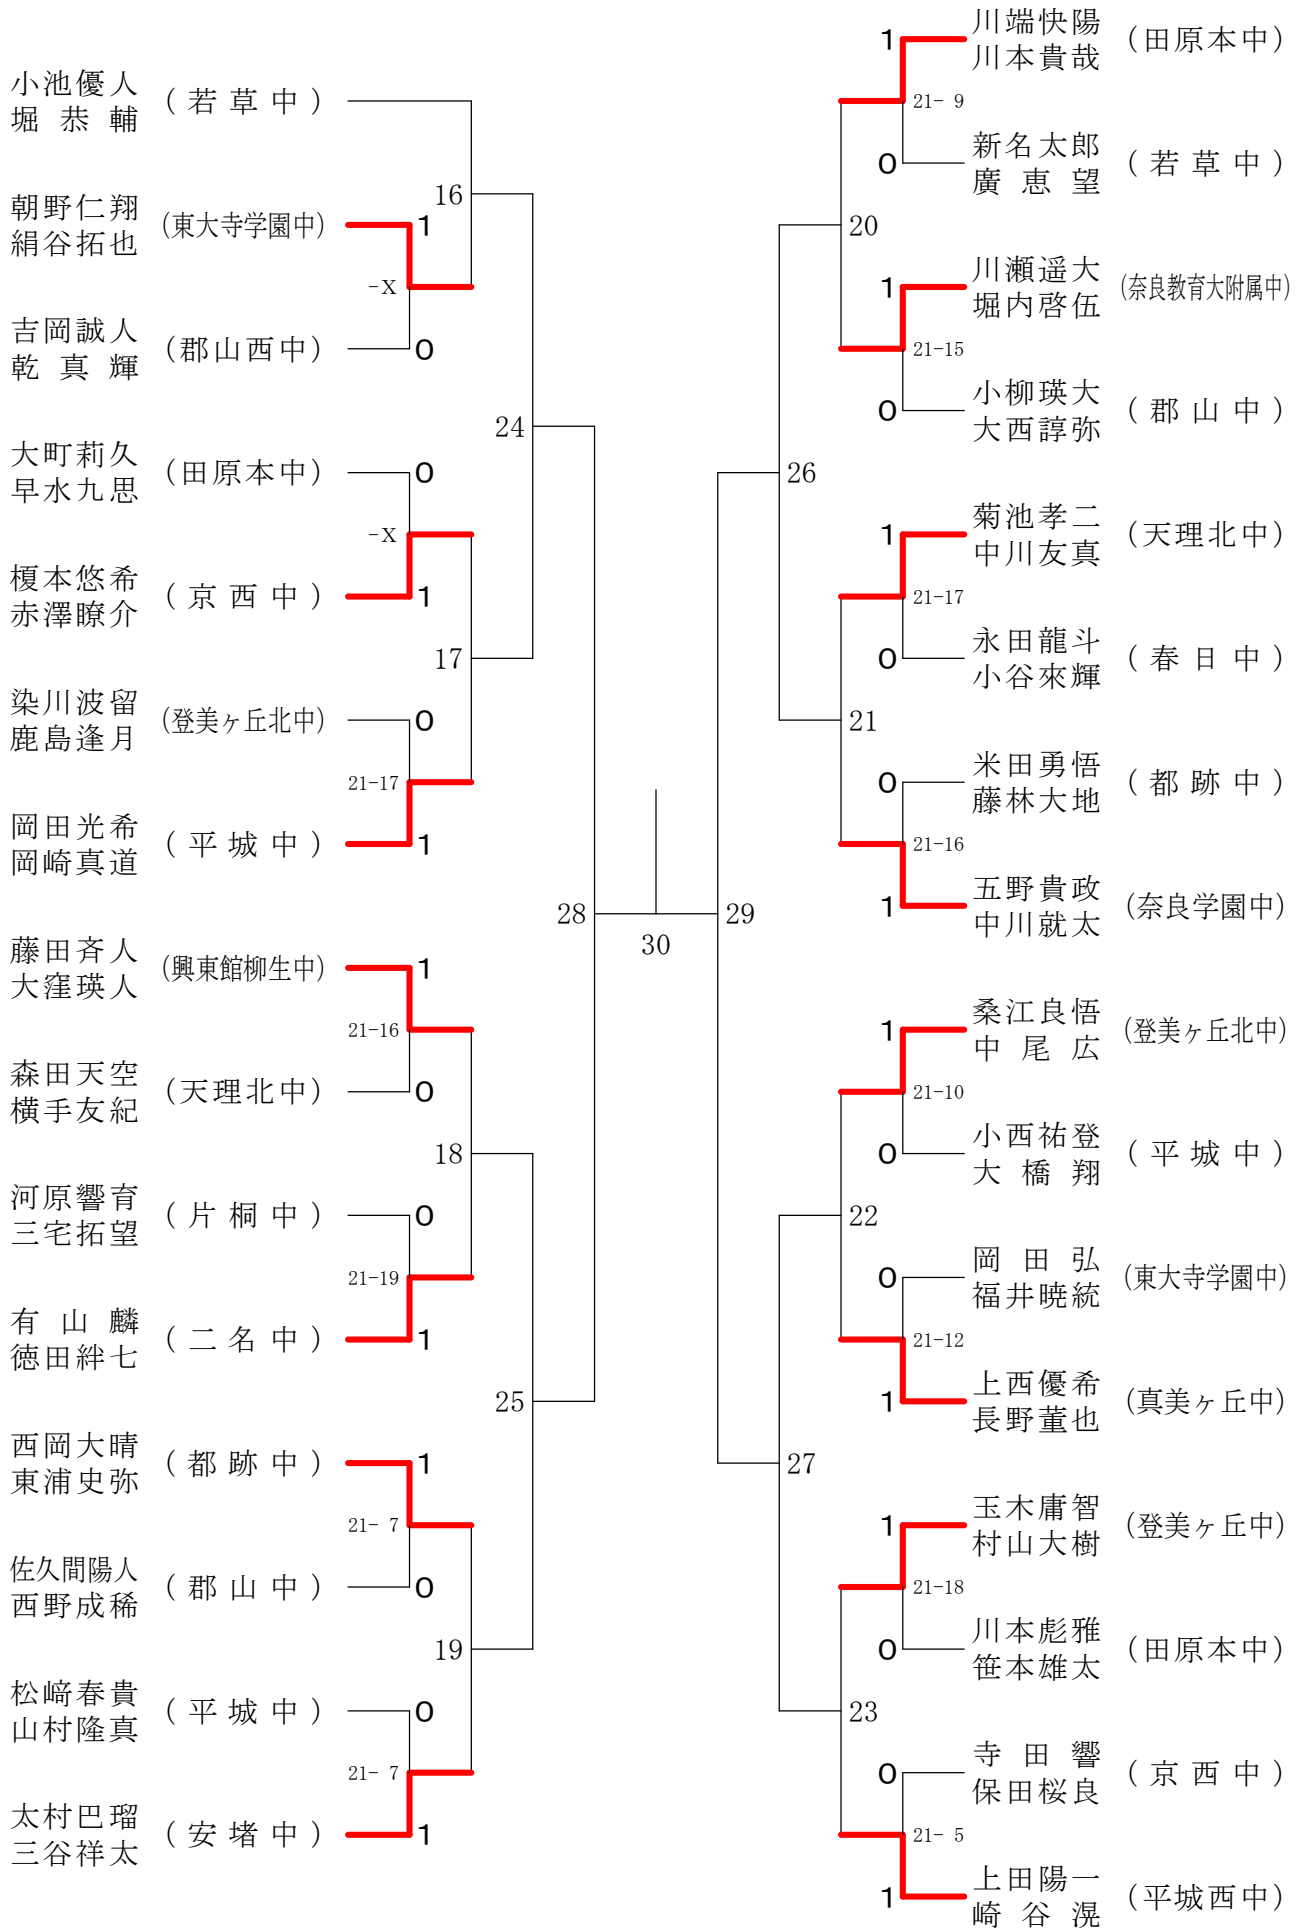 小池優人
堀恭輔
(若草中)
16
朝野仁翔
絹谷拓也
(東大寺学園中)
1
-X
吉岡誠人
乾真輝
(郡山西中)
0
24
大町莉久
早水九思
(田原本中)
0
-X
榎本悠希
赤澤瞭介
(京西中)
1
17
染川波留
鹿島逢月
(登美ヶ丘北中)
0
21-17
岡田光希
岡崎真道
(平城中)
1
28
藤田斉人
大窪瑛人
(興東館柳生中)
1
21-16
森田天空
横手友紀
(天理北中)
0
18
河原響育
三宅拓望
(片桐中)
0
21-19
有山麟
徳田絆七
(二名中)
1
25
西岡大晴
東浦史弥
(都跡中)
1
21- 7
佐久間陽人
西野成稀
(郡山中)
0
19
松﨑春貴
山村隆真
(平城中)
0
21- 7
太村巴瑠
三谷祥太
(安堵中)
1
30
川端快陽
川本貴哉
(田原本中)
1
21- 9
新名太郎
廣恵望
(若草中)
0
20
川瀬遥大
堀内啓伍
(奈良教育大附属中)
1
21-15
小柳瑛大
大西諄弥
(郡山中)
0
26
菊池孝二
中川友真
(天理北中)
1
21-17
永田龍斗
小谷來輝
(春日中)
0
21
米田勇悟
藤林大地
(都跡中)
0
21-16
五野貴政
中川就太
(奈良学園中)
1
29
桑江良悟
中尾広
(登美ヶ丘北中)
1
21-10
小西祐登
大橋翔
(平城中)
0
22
岡田弘
福井暁統
(東大寺学園中)
0
21-12
上西優希
長野董也
(真美ヶ丘中)
1
27
玉木庸智
村山大樹
(登美ヶ丘中)
1
21-18
川本彪雅
笹本雄太
(田原本中)
0
23
寺田響
保田桜良
(京西中)
0
21- 5
上田陽一
崎谷滉
(平城西中)
1